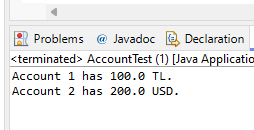 Problems Javadoc Declaration
<terminated> AccountTest (1) [Java Applicatio
Account 1 has 100.0 TL.
Account 2 has 200.0 USD.